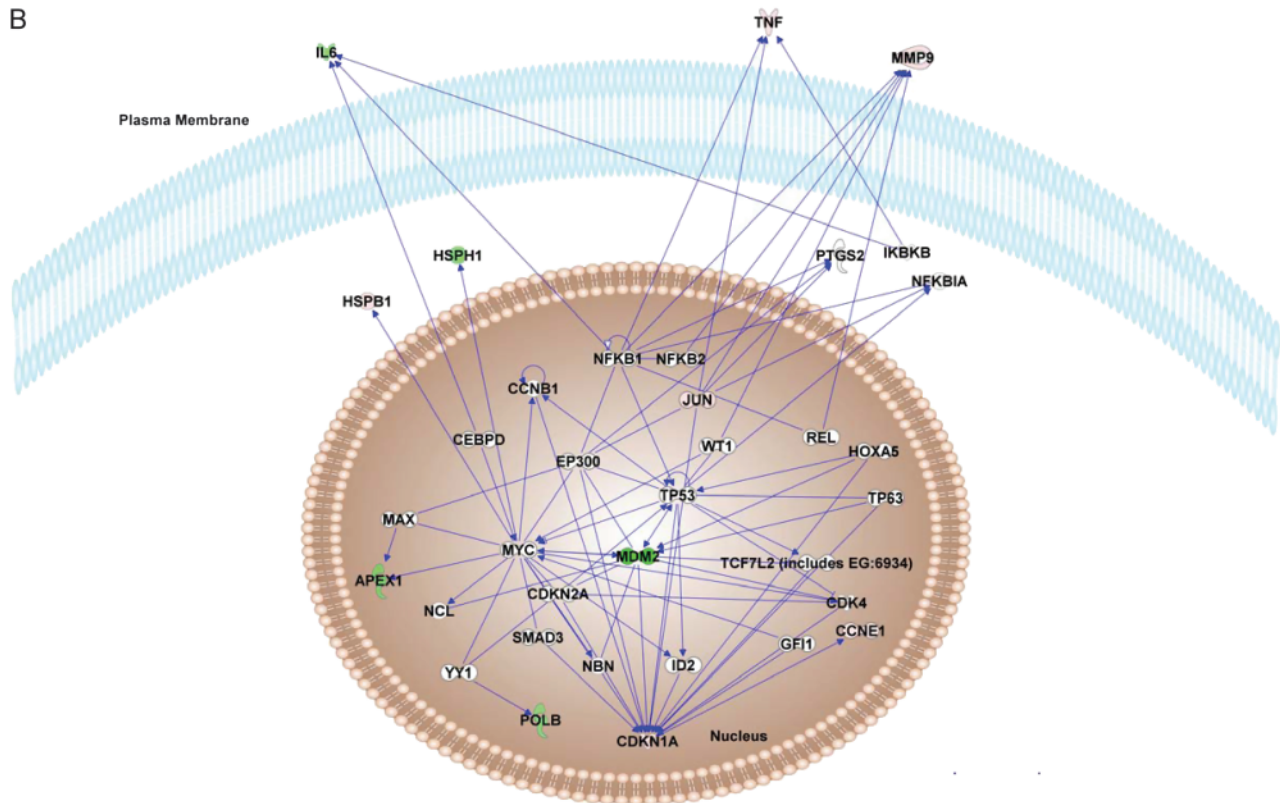 B
TNF
IL6
MMP9
Plasma Membrane
HSPH1
PTGS2
IKBKB
NFKBIA
HSPB1
NFKB1
NFKB2
CCNB1
JUN
CEBPD
WT1
REL
HOXA5
EP300
TP53
TP63
MAX
MYC
MDM2
TCF7L2 (includes EG:6934)
APEX1
CDKN2A
CDK4
NCL
CCNE1
SMAD3
GFI1
NBN
ID2
YY1
POLB
CDKN1A
Nucleus